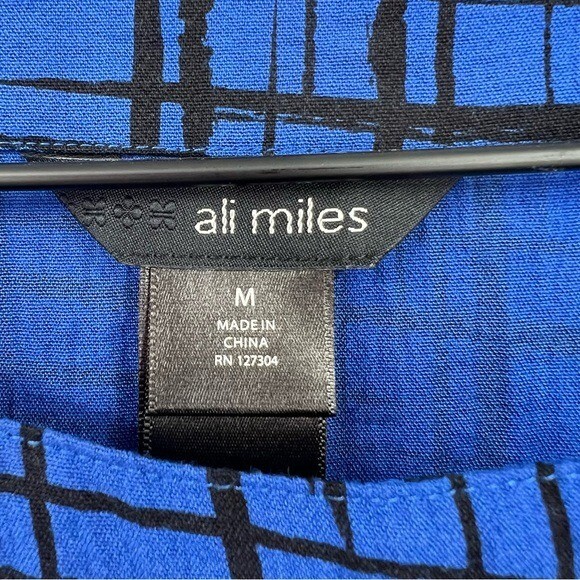 ali miles
M
MADE IN
CHINA
RN 127304